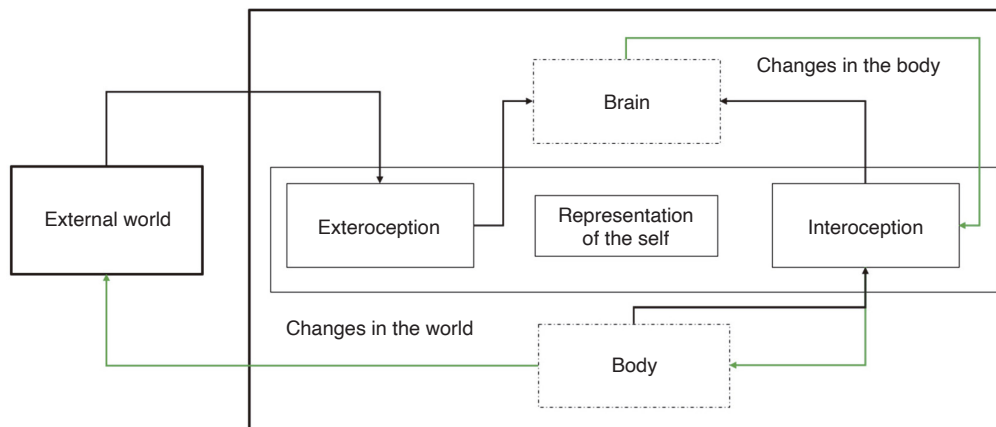 Changes in the body
Brain
External world
Exteroception
Representation
of the self
Interoception
Changes in the world
Body